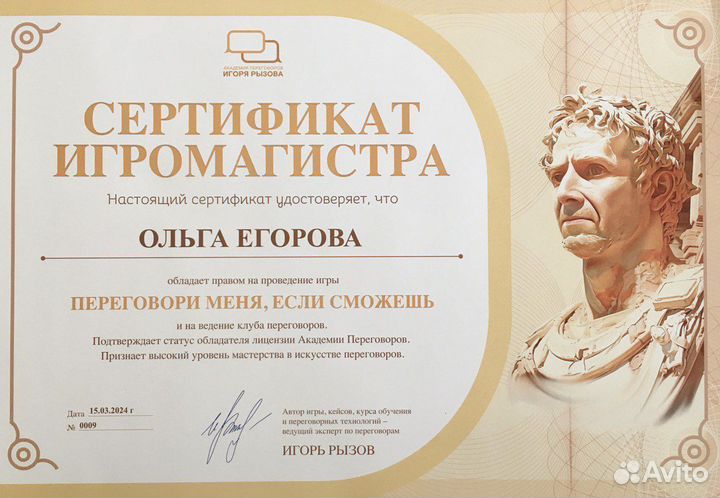 АКАДЕМИЯ ПЕРЕГОВОРОВ
ИГОРЯ РЫЗОВА
СЕРТИФИКАТ
ИГРОМАГИСТРА
Настоящий сертификат удостоверяет, что
ОЛЬГА ЕГОРОВА
обладает правом на проведение игры
ПЕРЕГОВОРИ МЕНЯ, ЕСЛИ СМОЖЕШЬ
и на ведение клуба переговоров.
Подтверждает статус обладателя лицензии Академии Переговоров.
Признает высокий уровень мастерства в искусстве переговоров.
Дата 15.03.2024 г
№ 0009
Автор игры, кейсов, курса обучения
и переговорных технологий –
ведущий эксперт по переговорам
ИГОРЬ РЫЗОВ
Avito